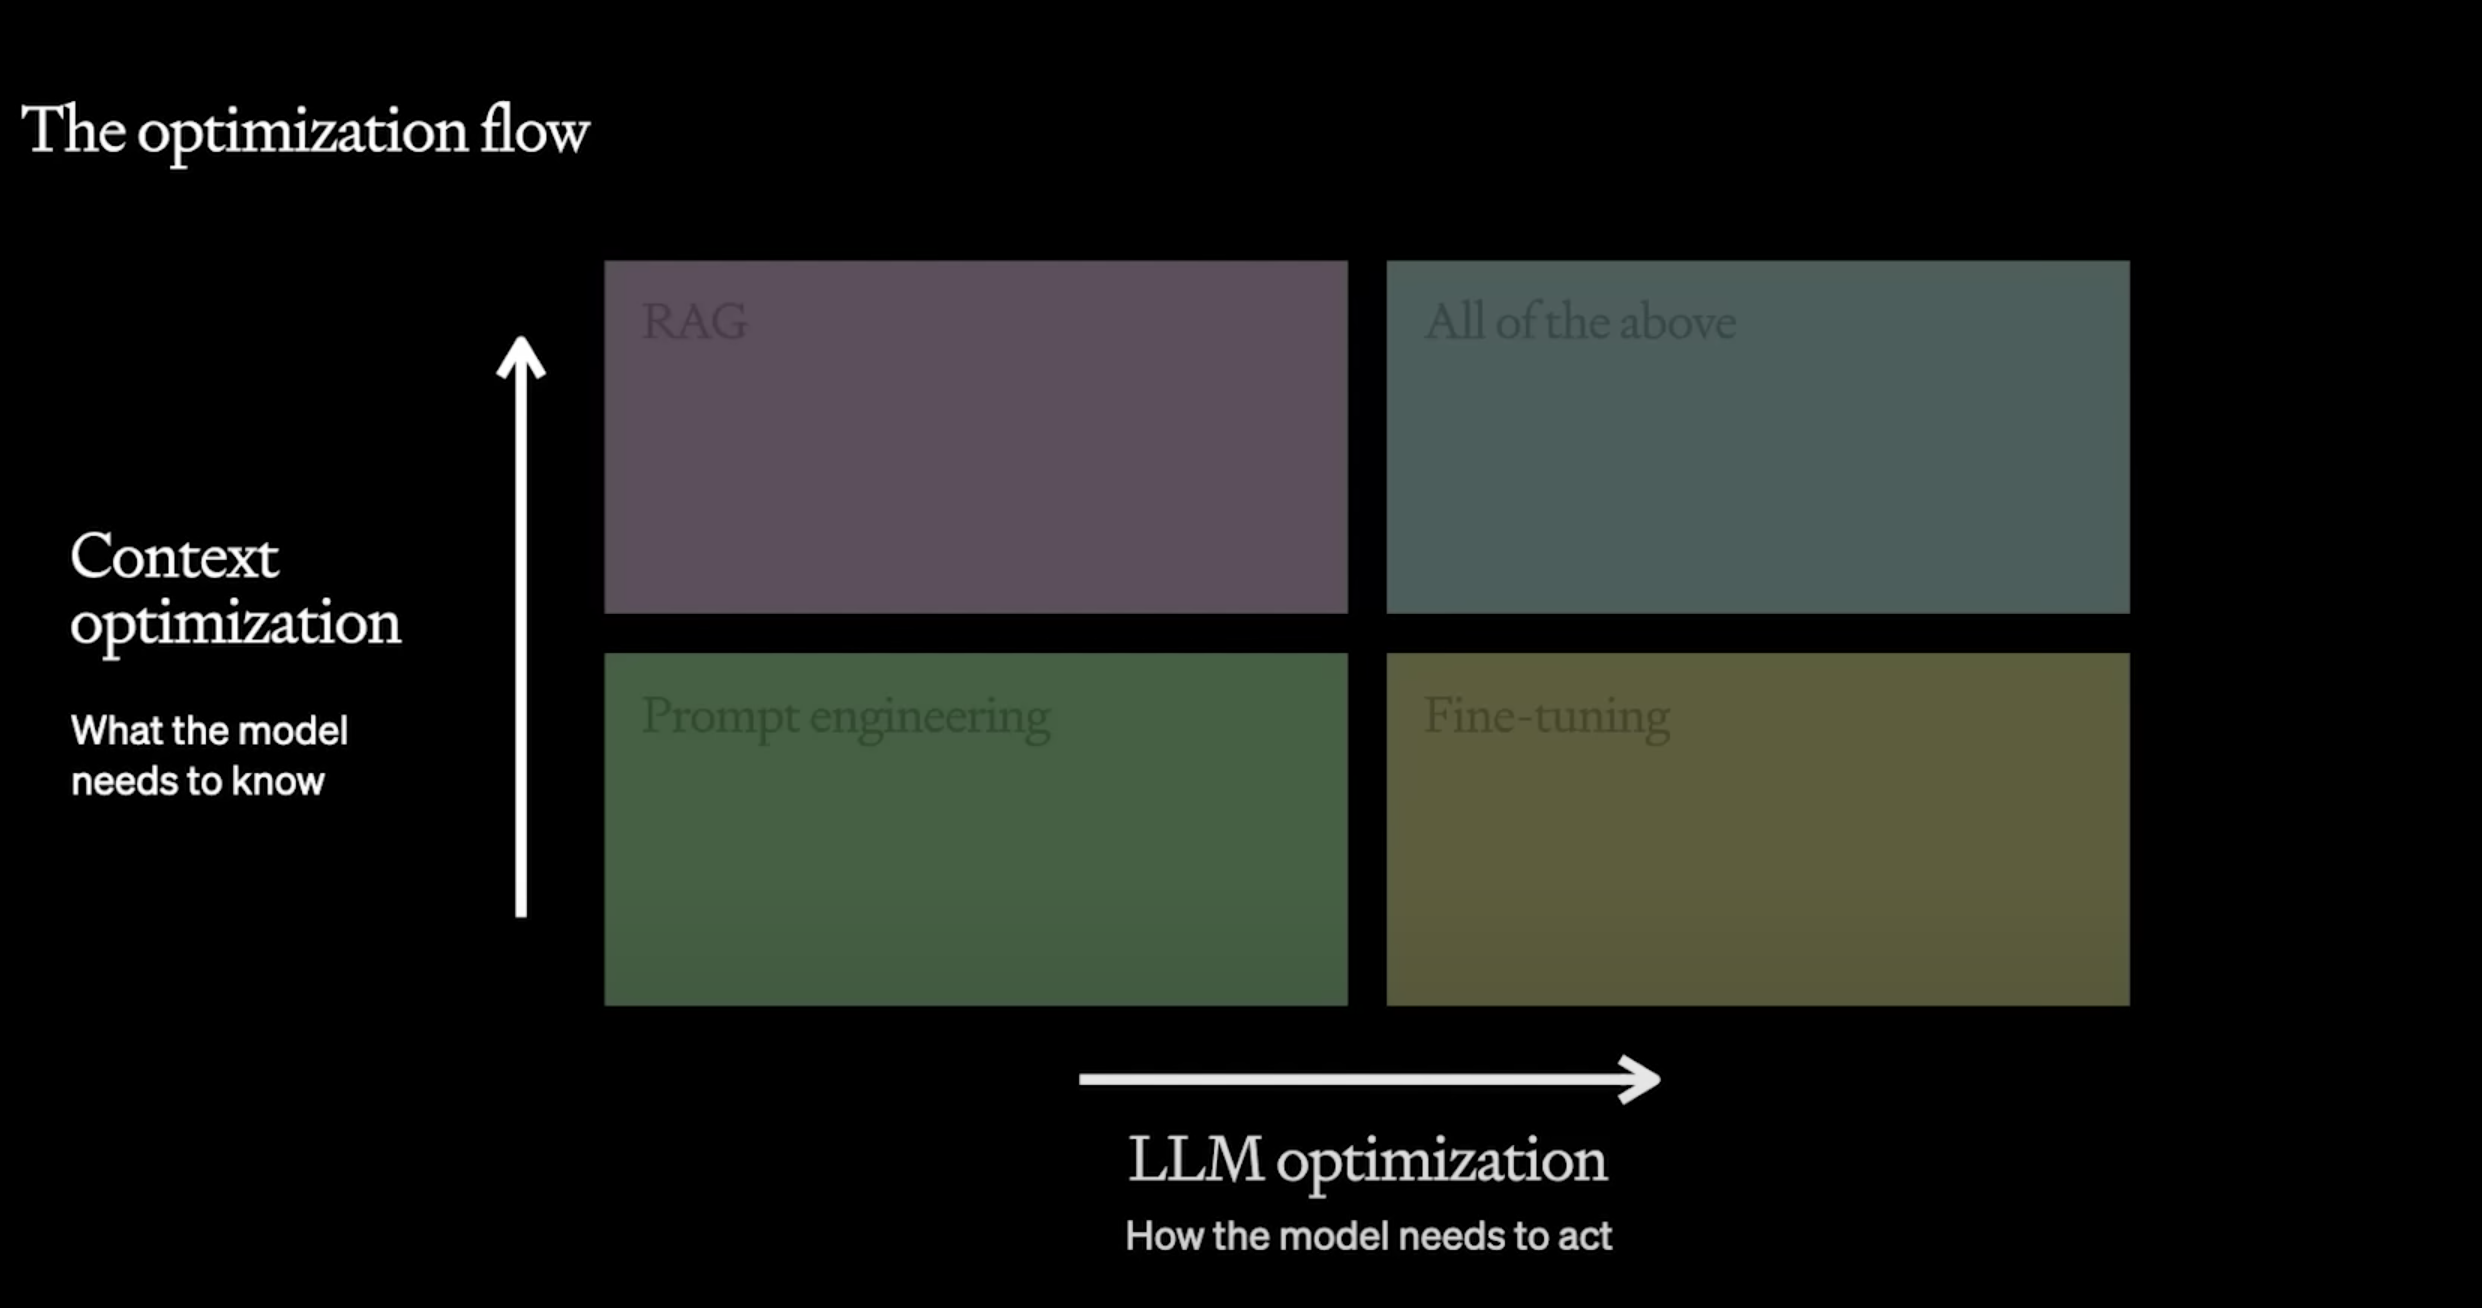 The optimization flow
RAG
All of the above
Context
optimization
What the model
needs to know
Prompt engineering
Fine-tuning
LLM optimization
How the model needs to act